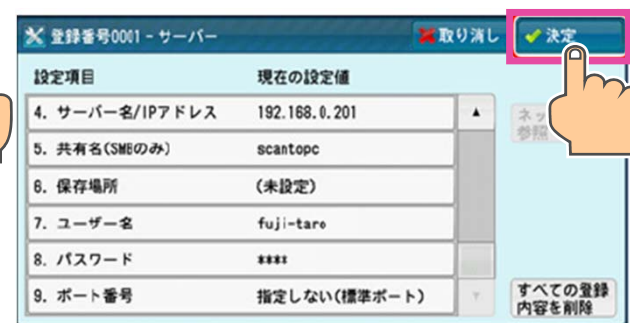 登録番号0001 - サーバー
取り消し
決定
設定項目 現在の設定値
4. サーバー名/IPアドレス 192.168.0.201
5. 共有名(SMBのみ) scantopc
6. 保存場所 (未設定)
7. ユーザー名 fuji-taro
8. パスワード ****
9. ポート番号 指定しない(標準ポート)
ネッ
参照
すべての登録
内容を削除